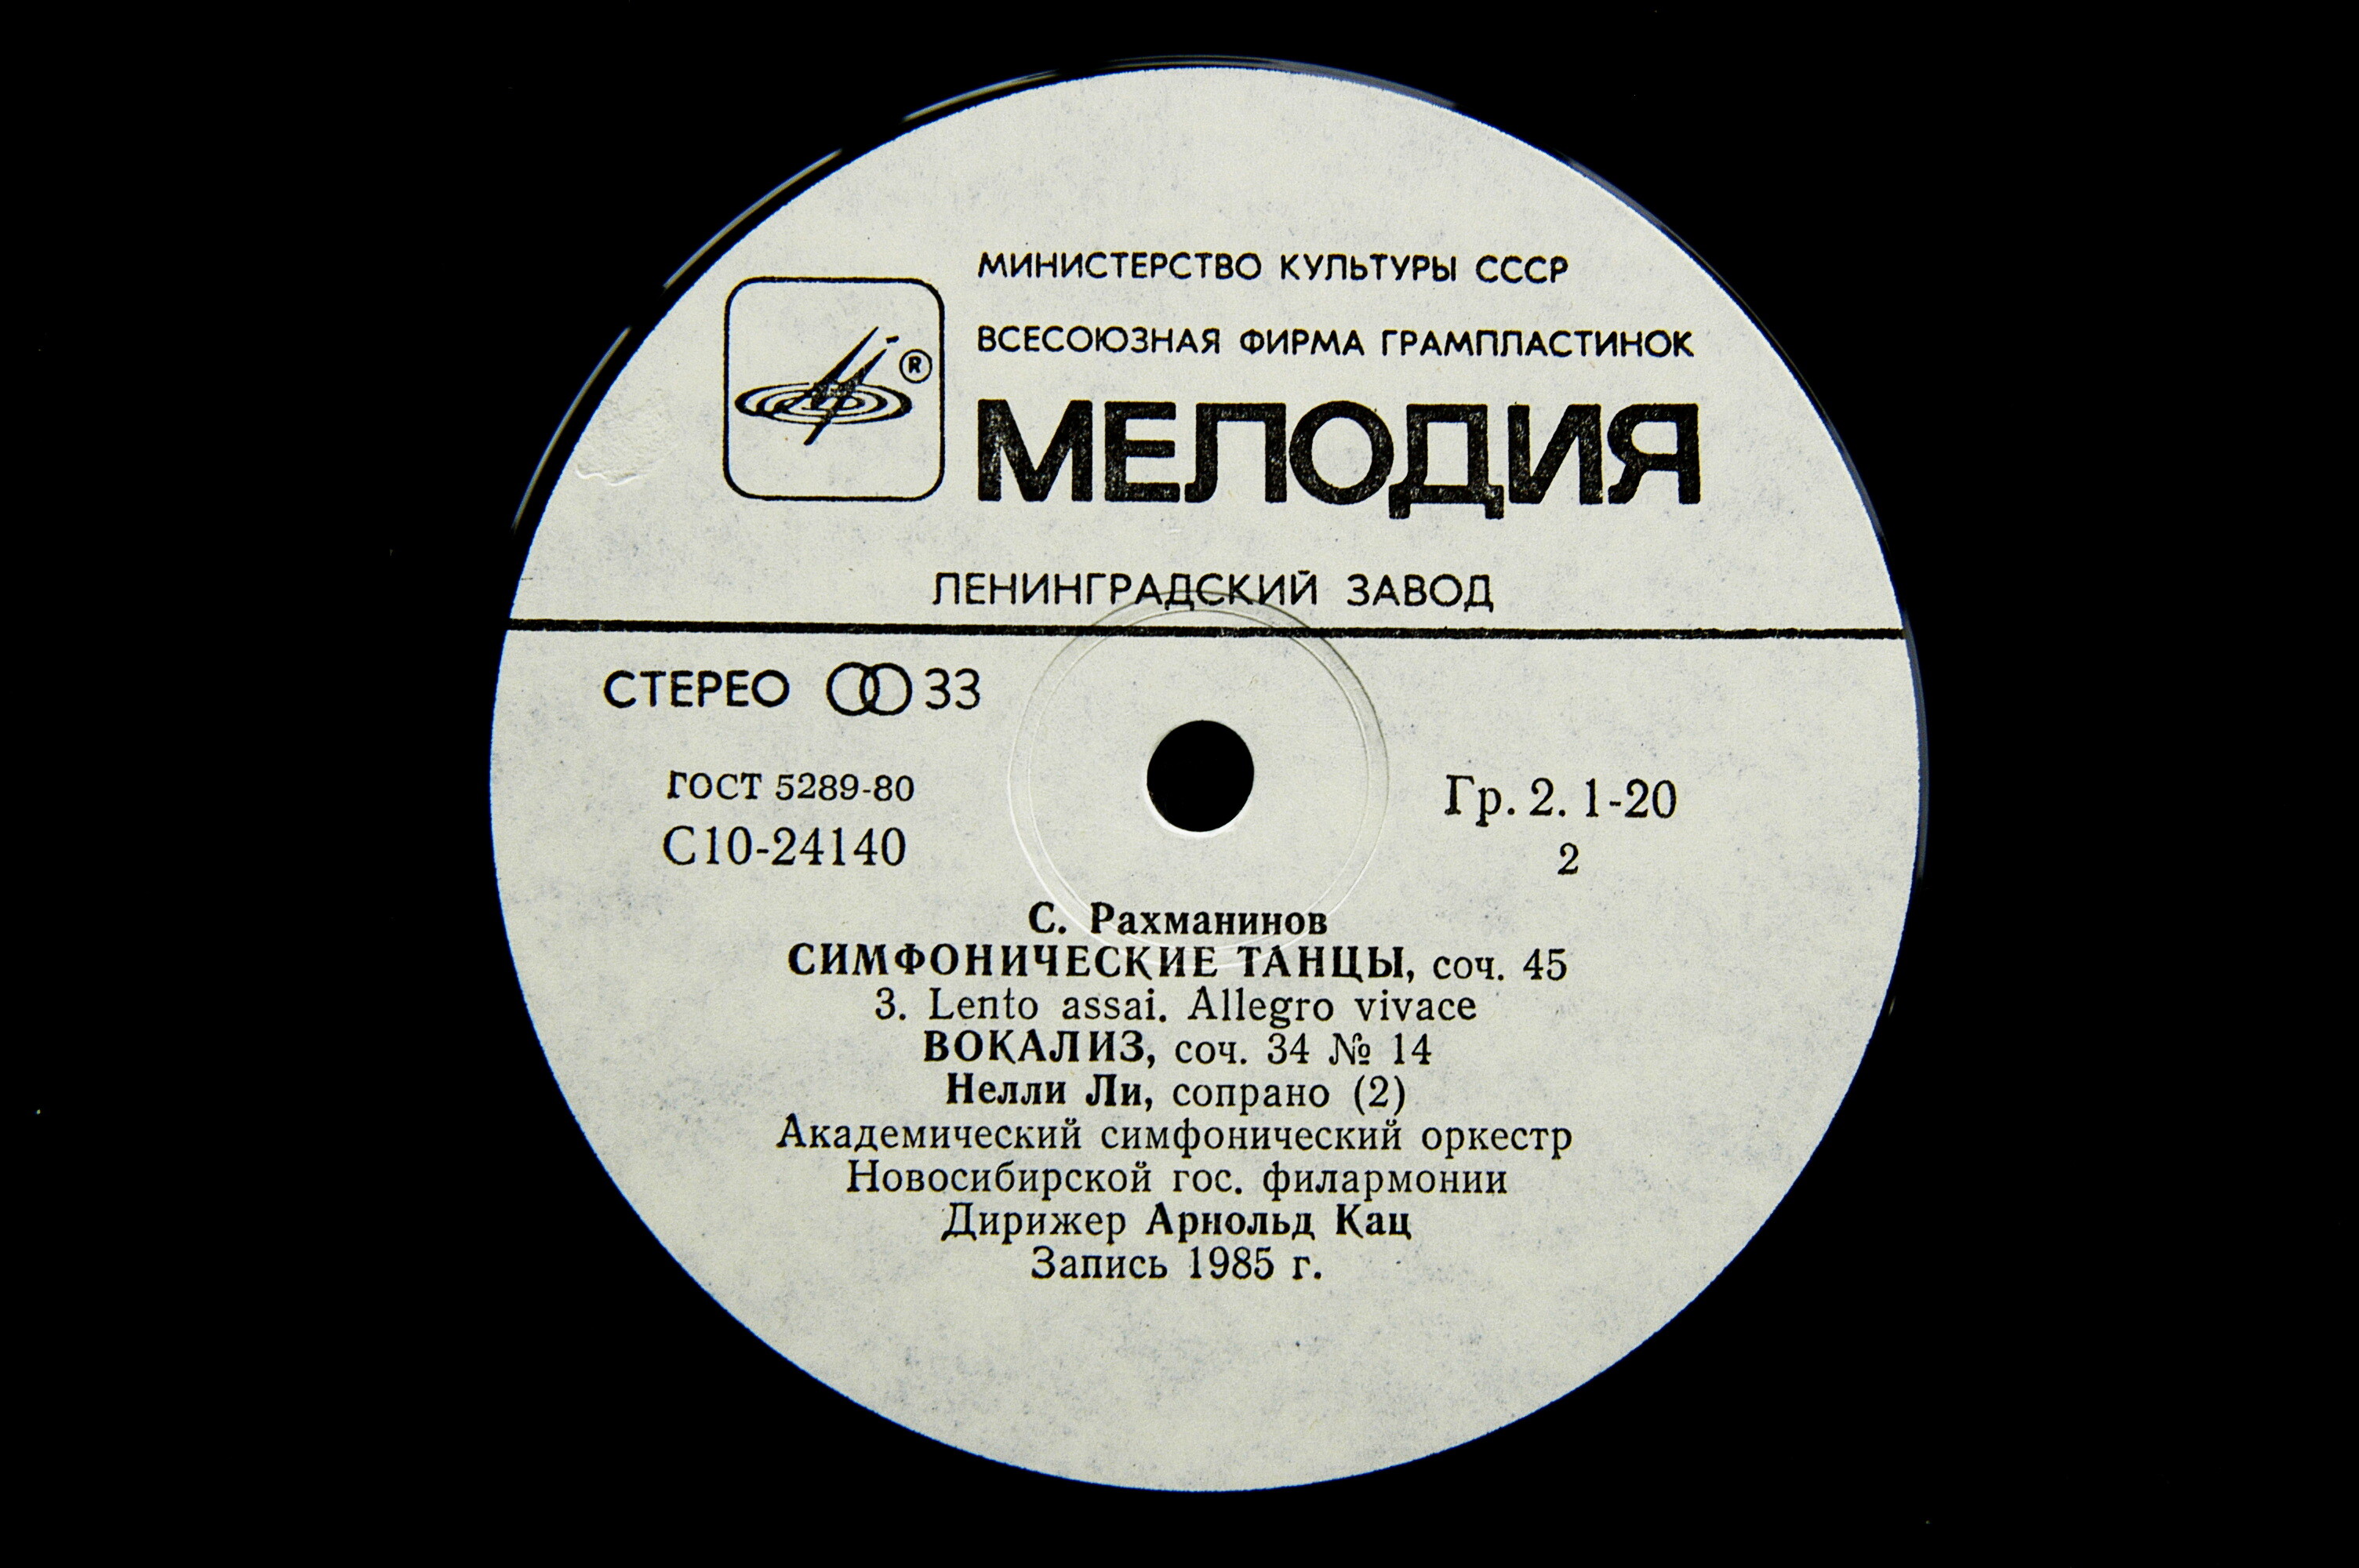 МИНИСТЕРСТВО КУЛЬТУРЫ СССР
ВСЕСОЮЗНАЯ ФИРМА ГРАМПЛАСТИНОК
®
МЕЛОДИЯ
ЛЕНИНГРАДСКИЙ ЗАВОД
СТЕРЕО 33
ГОСТ 5289-80
С10-24140
Гр. 2. 1-20
2
С. Рахманинов
СИМФОНИЧЕСКИЕ ТАНЦЫ, соч. 45
3. Lento assai. Allegro vivace
ВОКАЛИЗ, соч. 34 № 14
Нелли Ли, сопрано (2)
Академический симфонический оркестр
Новосибирской гос. филармонии
Дирижер Арнольд Кац
Запись 1985 г.